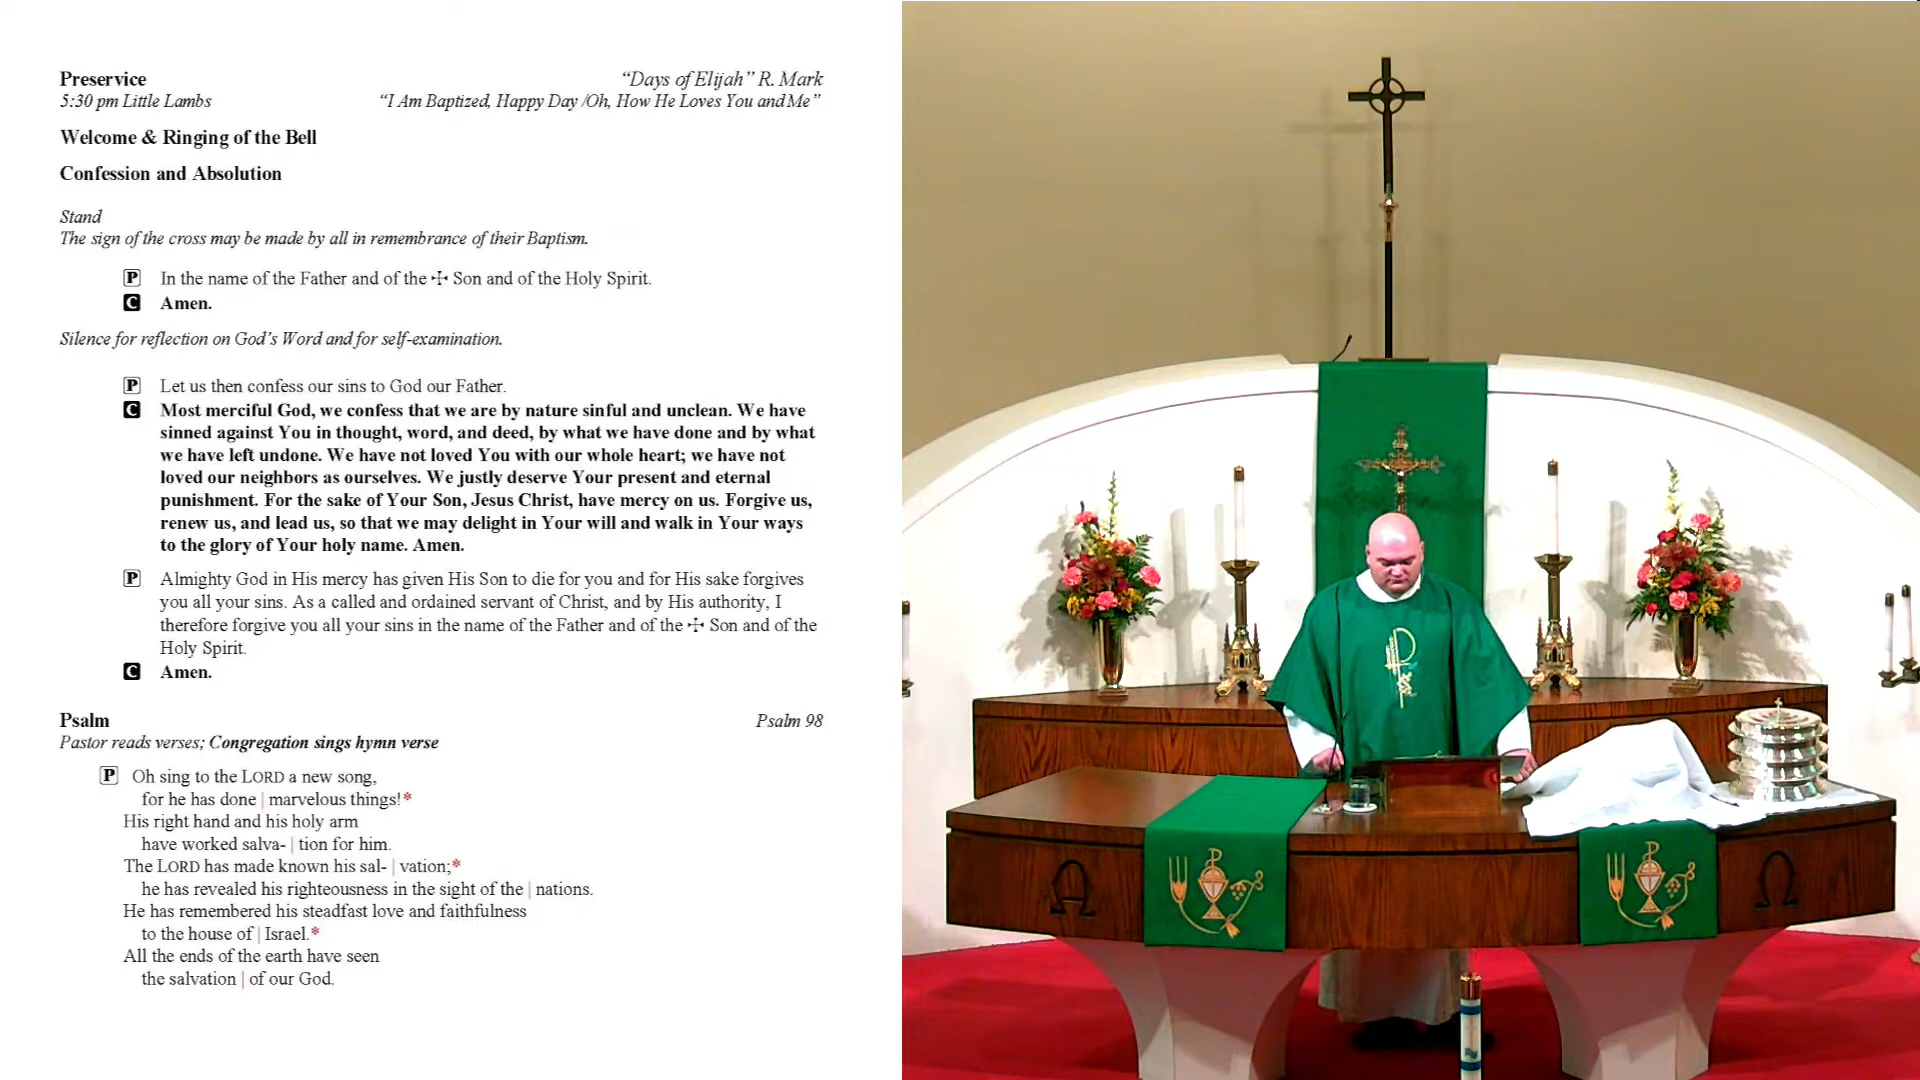 Preservice “Days of Elijah” R. Mark
5:30 pm Little Lambs “I Am Baptized, Happy Day /Oh, How He Loves You and Me”
Welcome & Ringing of the Bell
Confession and Absolution
Stand
The sign of the cross may be made by all in remembrance of their Baptism.
P In the name of the Father and of the ☩ Son and of the Holy Spirit.
C Amen.
Silence for reflection on God’s Word and for self-examination.
P Let us then confess our sins to God our Father.
C Most merciful God, we confess that we are by nature sinful and unclean. We have
sinned against You in thought, word, and deed, by what we have done and by what
we have left undone. We have not loved You with our whole heart; we have not
loved our neighbors as ourselves. We justly deserve Your present and eternal
punishment. For the sake of Your Son, Jesus Christ, have mercy on us. Forgive us,
renew us, and lead us, so that we may delight in Your will and walk in Your ways
to the glory of Your holy name. Amen.
P Almighty God in His mercy has given His Son to die for you and for His sake forgives
you all your sins. As a called and ordained servant of Christ, and by His authority, I
therefore forgive you all your sins in the name of the Father and of the ☩ Son and of the
Holy Spirit.
C Amen.
Psalm Psalm 98
Pastor reads verses; Congregation sings hymn verse
P Oh sing to the LORD a new song,
for he has done | marvelous things!*
His right hand and his holy arm
have worked salva- | tion for him.
The LORD has made known his sal- | vation;*
he has revealed his righteousness in the sight of the | nations.
He has remembered his steadfast love and faithfulness
to the house of | Israel.*
All the ends of the earth have seen
the salvation | of our God.
Α Ω